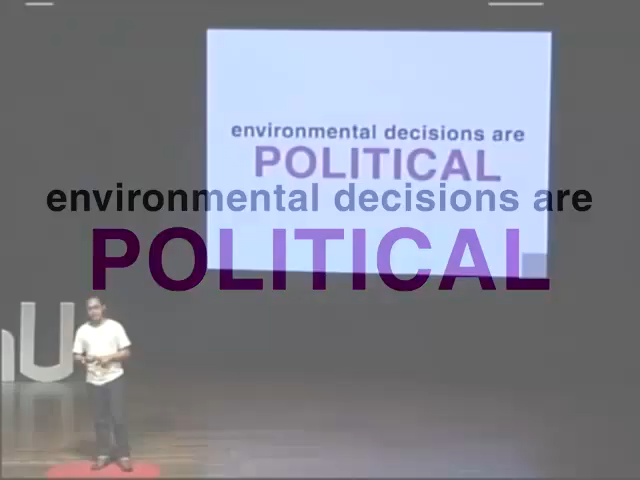 environmental decisions are
POLITICAL
environmental decisions are
POLITICAL
U